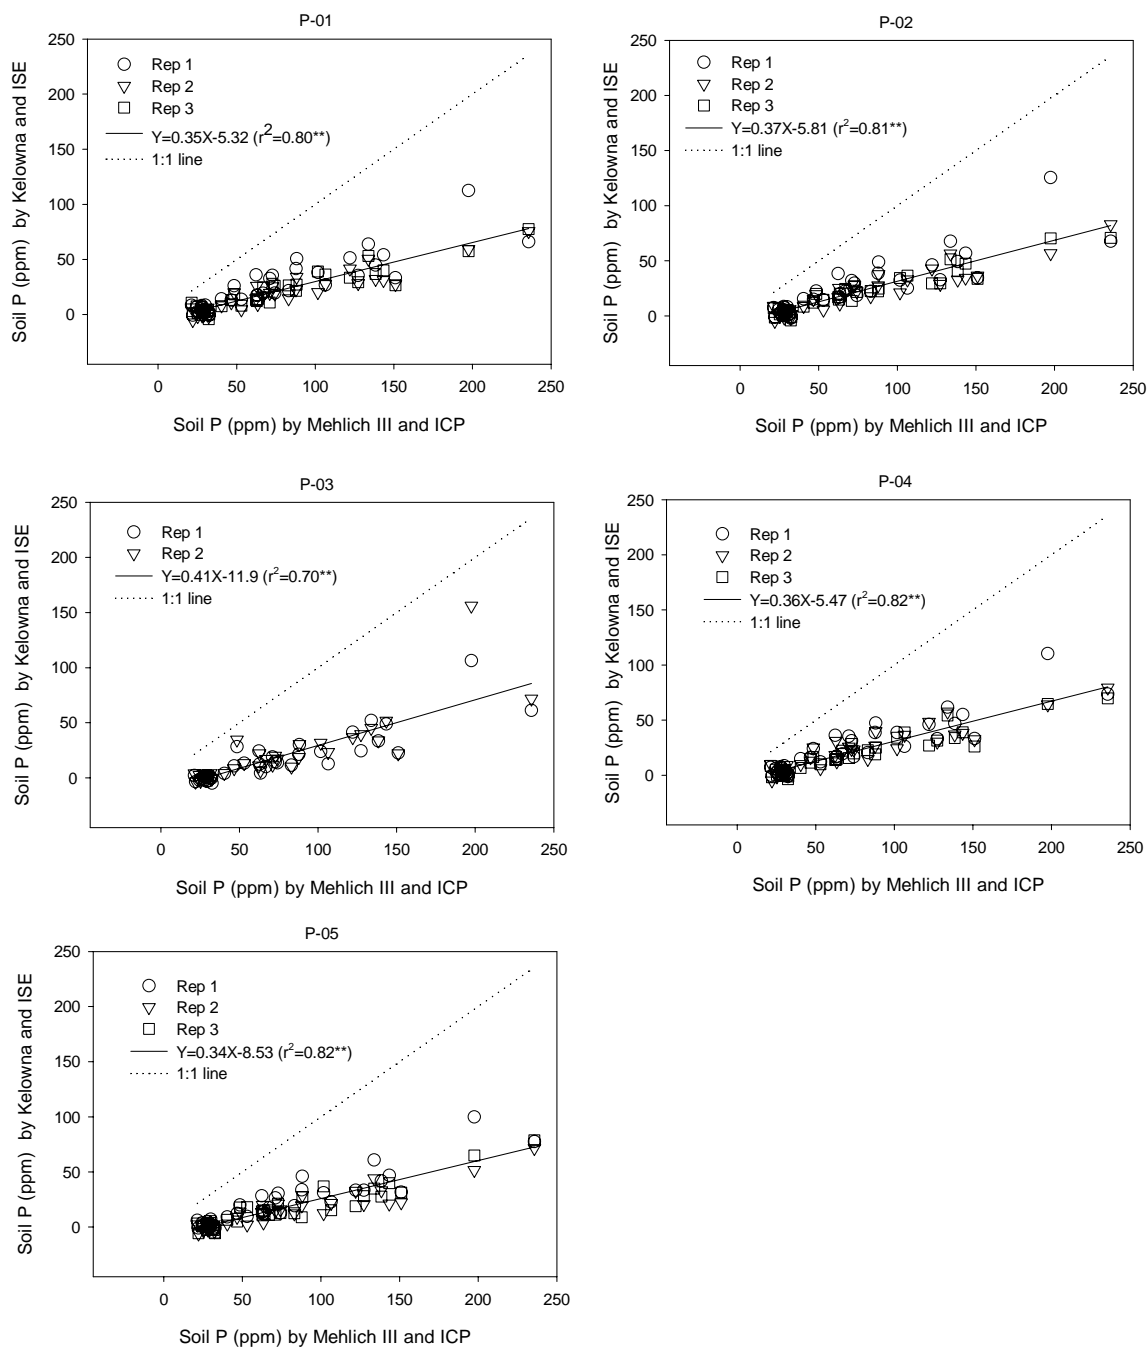 P-01
250
200
150
100
50
0
Soil P (ppm) by Kelowna and ISE
Rep 1
Rep 2
Rep 3
Y=0.35X-5.32 (r²=0.80**)
1:1 line
0 50 100 150 200 250
Soil P (ppm) by Mehlich III and ICP
P-02
250
200
150
100
50
0
Soil P (ppm) by Kelowna and ISE
Rep 1
Rep 2
Rep 3
Y=0.37X-5.81 (r²=0.81**)
1:1 line
0 50 100 150 200 250
Soil P (ppm) by Mehlich III and ICP
P-03
250
200
150
100
50
0
Soil P (ppm) by Kelowna and ISE
Rep 1
Rep 2
Y=0.41X-11.9 (r²=0.70**)
1:1 line
0 50 100 150 200 250
Soil P (ppm) by Mehlich III and ICP
P-04
250
200
150
100
50
0
Soil P (ppm) by Kelowna and ISE
Rep 1
Rep 2
Rep 3
Y=0.36X-5.47 (r²=0.82**)
1:1 line
0 50 100 150 200 250
Soil P (ppm) by Mehlich III and ICP
P-05
250
200
150
100
50
0
Soil P (ppm) by Kelowna and ISE
Rep 1
Rep 2
Rep 3
Y=0.34X-8.53 (r²=0.82**)
1:1 line
0 50 100 150 200 250
Soil P (ppm) by Mehlich III and ICP